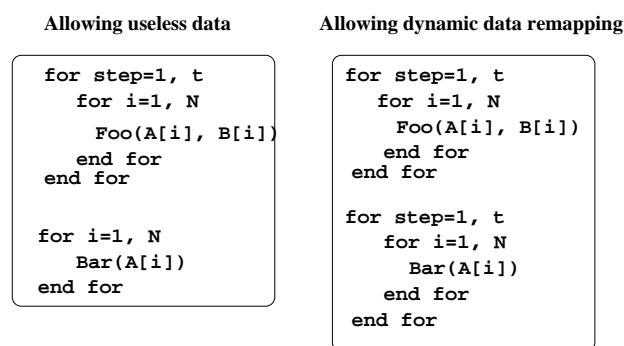 Allowing useless data
for step=1, t
for i=1, N
Foo(A[i], B[i])
end for
end for
for i=1, N
Bar(A[i])
end for
Allowing dynamic data remapping
for step=1, t
for i=1, N
Foo(A[i], B[i])
end for
end for
for step=1, t
for i=1, N
Bar(A[i])
end for
end for